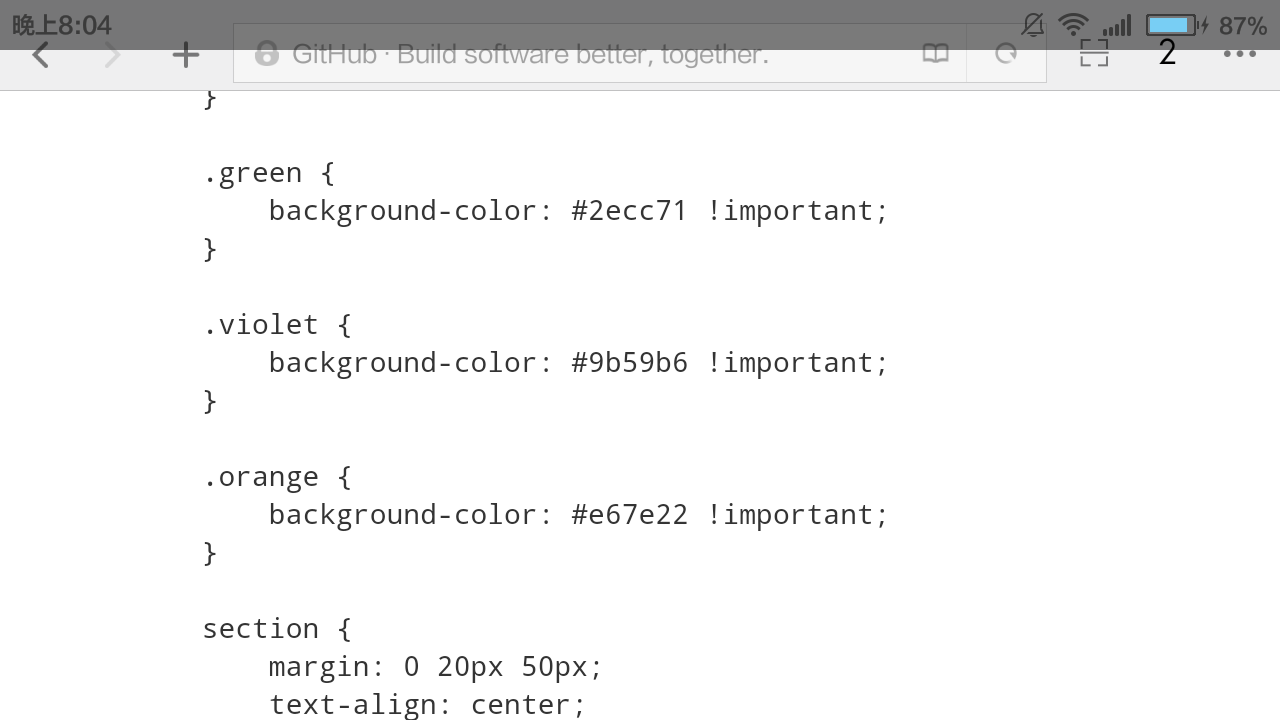 晚上8:04
87%
GitHub · Build software better, together.
2
}
.green {
    background-color: #2ecc71 !important;
}
.violet {
    background-color: #9b59b6 !important;
}
.orange {
    background-color: #e67e22 !important;
}
section {
    margin: 0 20px 50px;
    text-align: center;